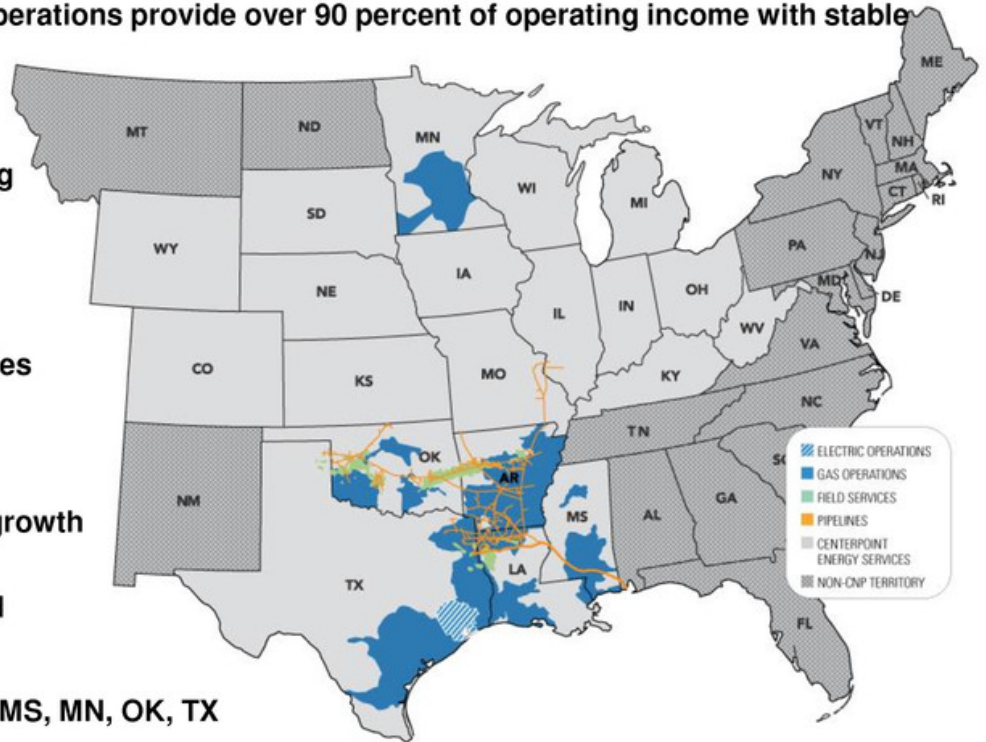 perations provide over 90 percent of operating income with stable
ME
MT
ND
MN
VT
NH
g
WI
MI
NY
MA
CT
RI
SD
WY
PA
NJ
IA
NE
OH
MD
DE
IL
IN
WV
VA
es
CO
KS
MO
KY
NC
TN
OK
ELECTRIC OPERATIONS
GAS OPERATIONS
FIELD SERVICES
PIPELINES
CENTERPOINT
ENERGY SERVICES
NON-CNP TERRITORY
AR
SC
NM
GA
growth
MS
AL
LA
TX
FL
MS, MN, OK, TX